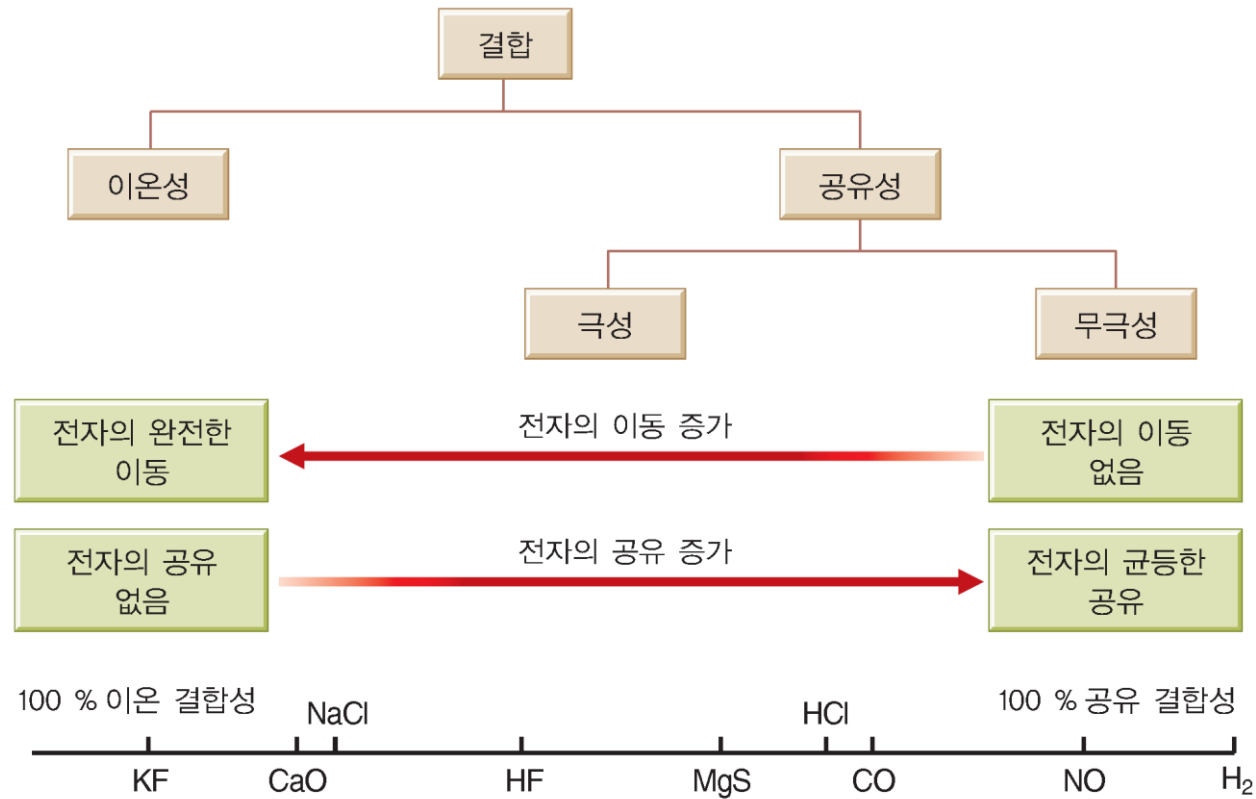 결합
이온성
공유성
극성
무극성
전자의 완전한
이동
전자의 이동 증가
전자의 이동
없음
전자의 공유
없음
전자의 공유 증가
전자의 균등한
공유
100 % 이온 결합성
100 % 공유 결합성
NaCl
HCl
KF
CaO
HF
MgS
CO
NO
H₂